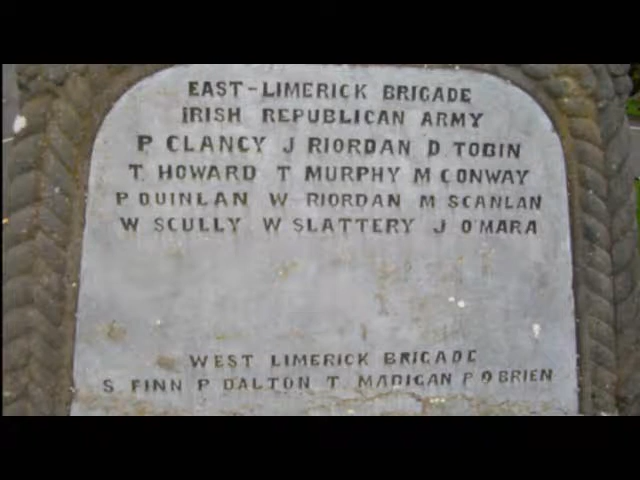 EAST-LIMERICK BRIGADE
IRISH REPUBLICAN ARMY
P CLANCY J RIORDAN D TOBIN
T HOWARD T MURPHY M CONWAY
P QUINLAN W RIORDAN M SCANLAN
W SCULLY W SLATTERY J O'MARA
WEST LIMERICK BRIGADE
S FINN P DALTON T MADIGAN P O BRIEN